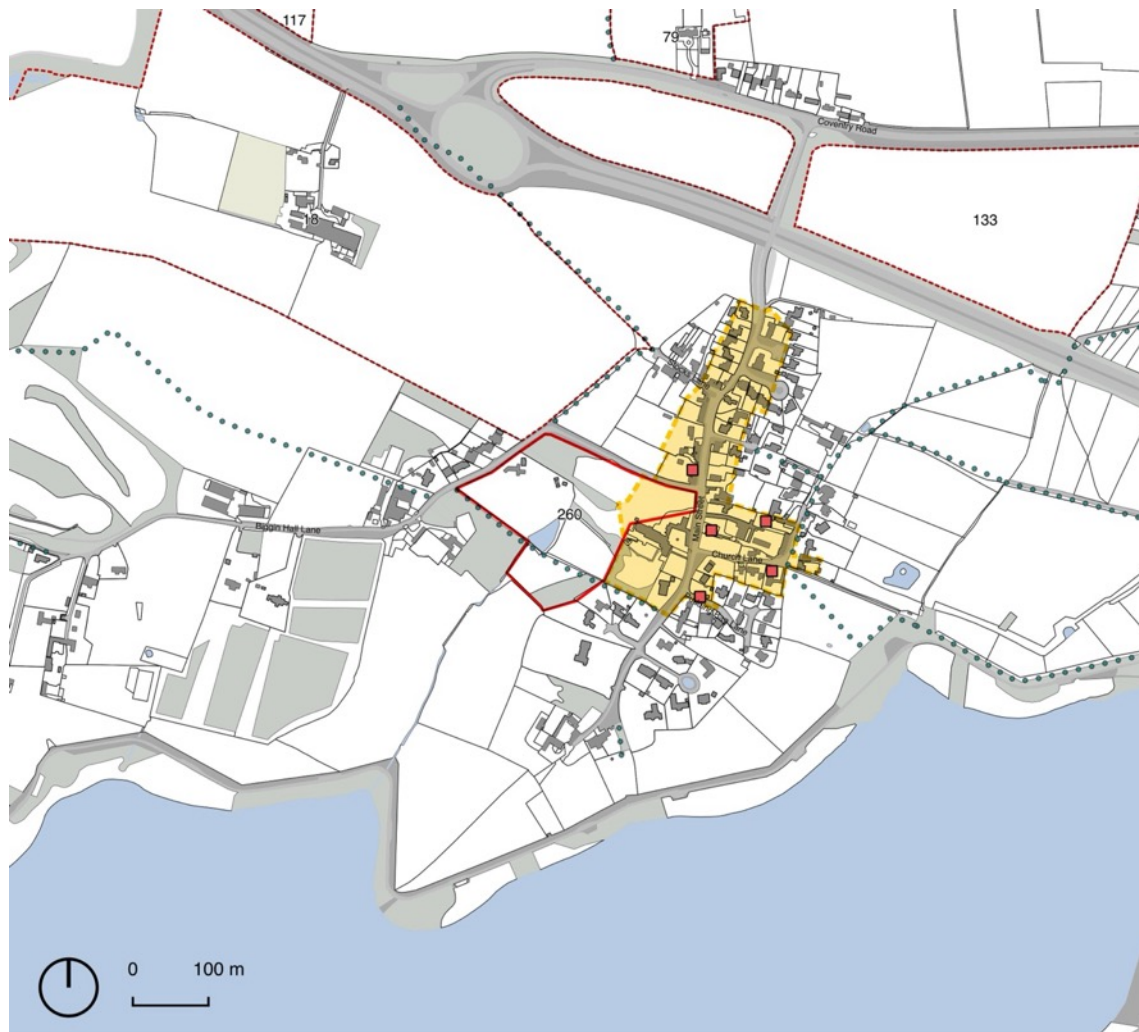 117
79
Coventry Road
18
133
260
Main Street
Biggin Hall Lane
Church Lane
0 100 m